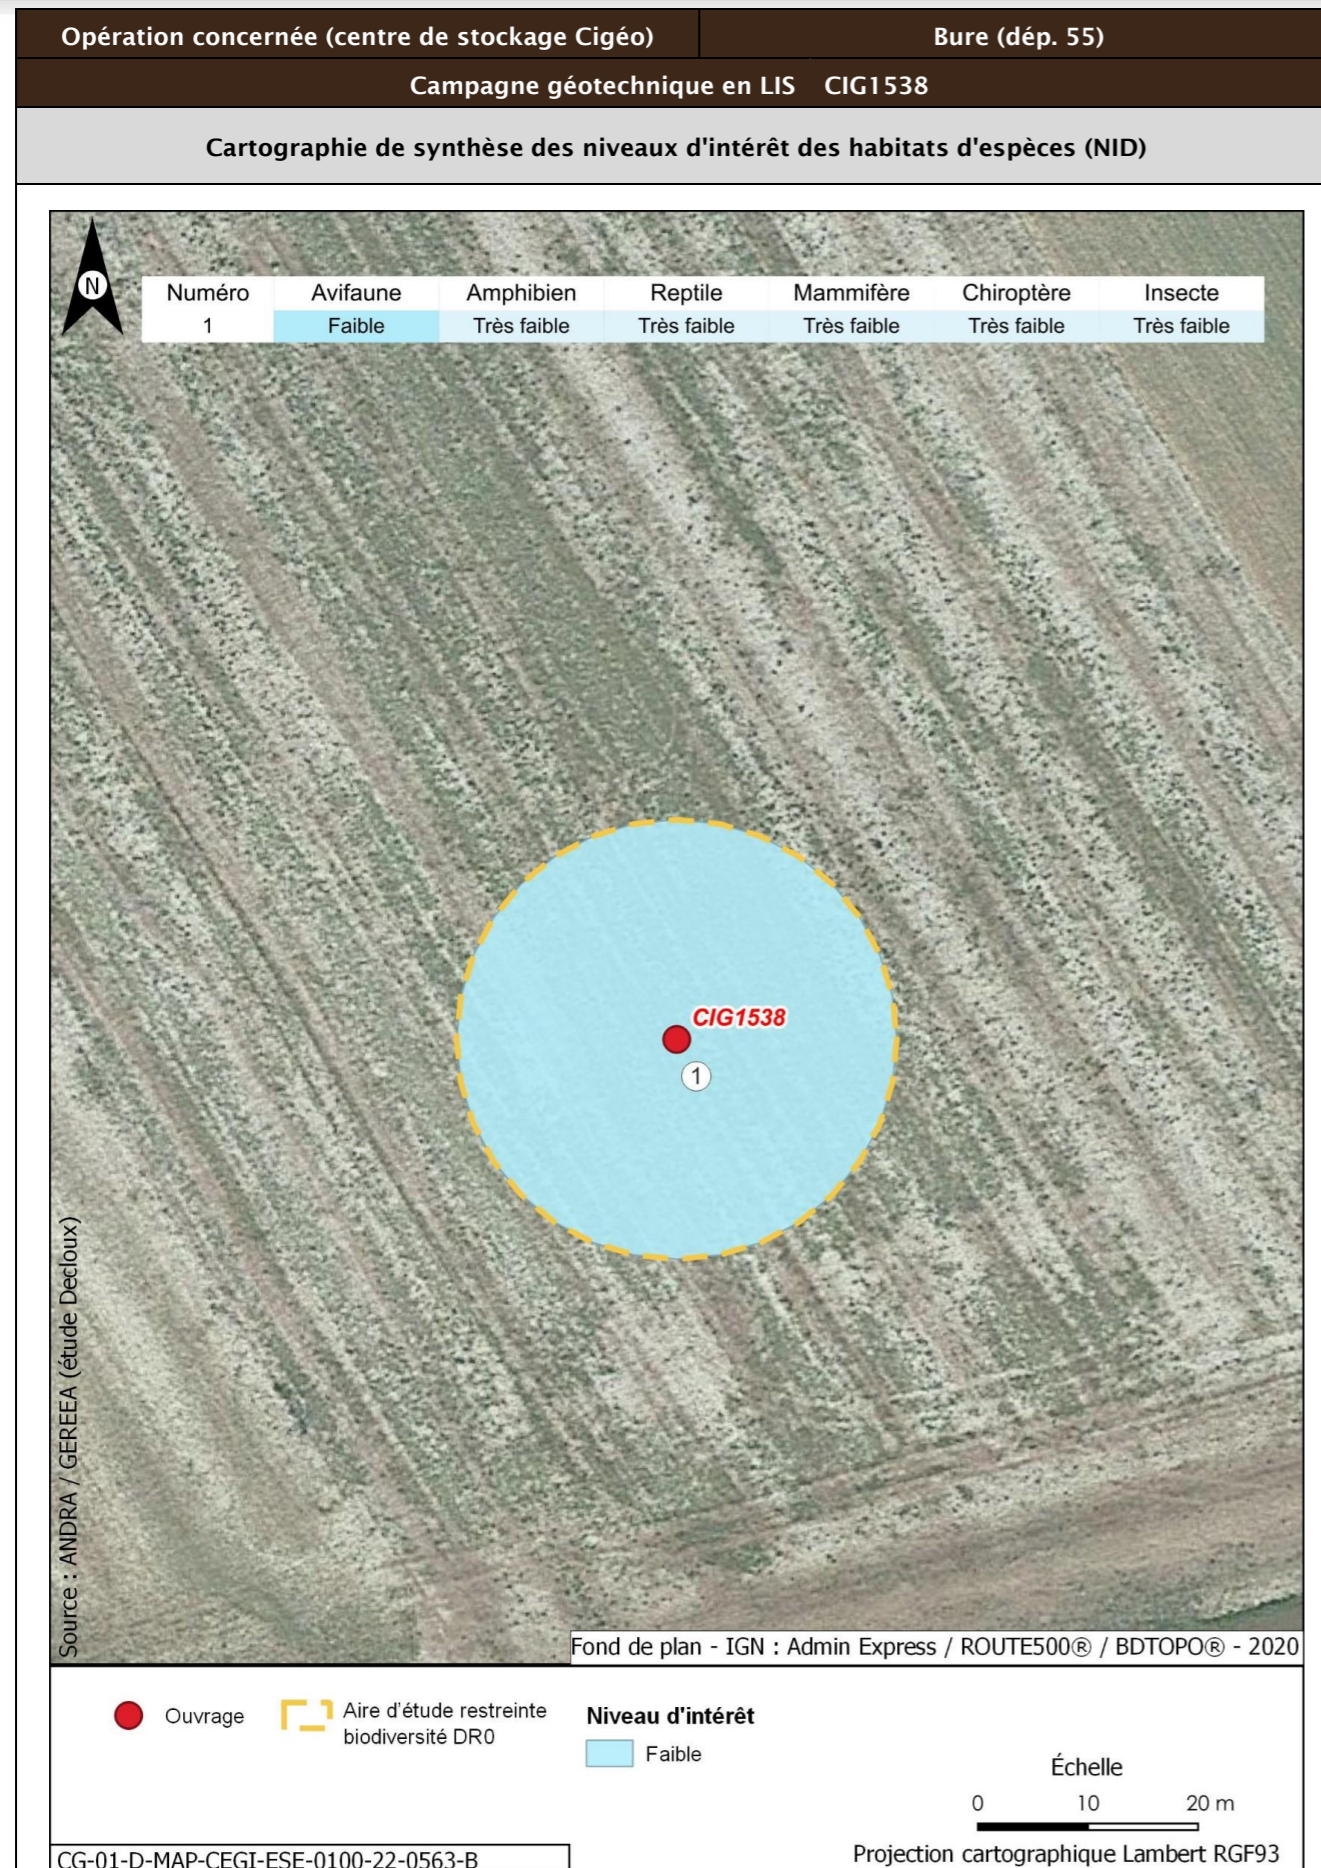 Opération concernée (centre de stockage Cigéo) Bure (dép. 55)
Campagne géotechnique en LIS CIG1538
Cartographie de synthèse des niveaux d'intérêt des habitats d'espèces (NID)
N
Numéro Avifaune Amphibien Reptile Mammifère Chiroptère Insecte
1 Faible Très faible Très faible Très faible Très faible Très faible
CIG1538
1
Source : ANDRA / GEREEA (étude Decloux)
Fond de plan - IGN : Admin Express / ROUTE500® / BDTOPO® - 2020
Ouvrage
Aire d'étude restreinte
biodiversité DR0
Niveau d'intérêt
Faible
Échelle
0 10 20 m
Projection cartographique Lambert RGF93
CG-01-D-MAP-CEGI-ESE-0100-22-0563-B